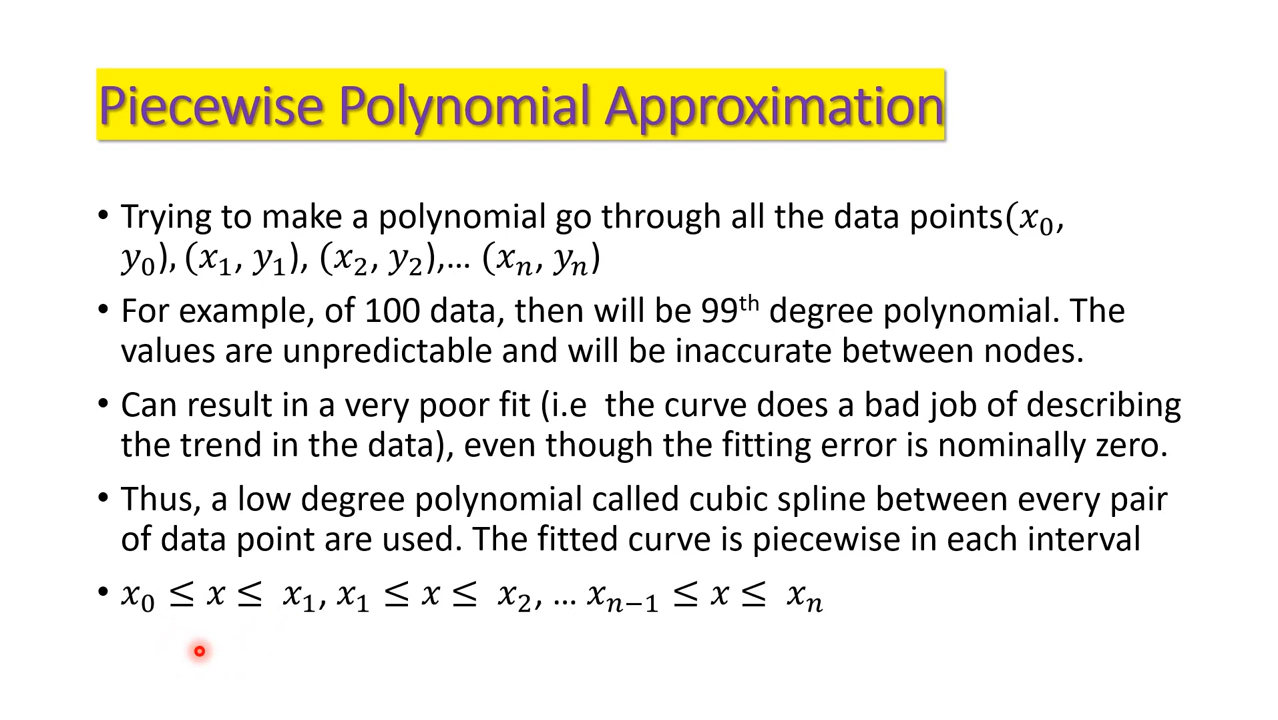 Piecewise Polynomial Approximation
• Trying to make a polynomial go through all the data points(𝑥₀,
𝑦₀), (𝑥₁, 𝑦₁), (𝑥₂, 𝑦₂),… (𝑥ₙ, 𝑦ₙ)
• For example, of 100 data, then will be 99ᵗʰ degree polynomial. The
values are unpredictable and will be inaccurate between nodes.
• Can result in a very poor fit (i.e the curve does a bad job of describing
the trend in the data), even though the fitting error is nominally zero.
• Thus, a low degree polynomial called cubic spline between every pair
of data point are used. The fitted curve is piecewise in each interval
• 𝑥₀ ≤ 𝑥 ≤ 𝑥₁, 𝑥₁ ≤ 𝑥 ≤ 𝑥₂, … 𝑥ₙ₋₁ ≤ 𝑥 ≤ 𝑥ₙ